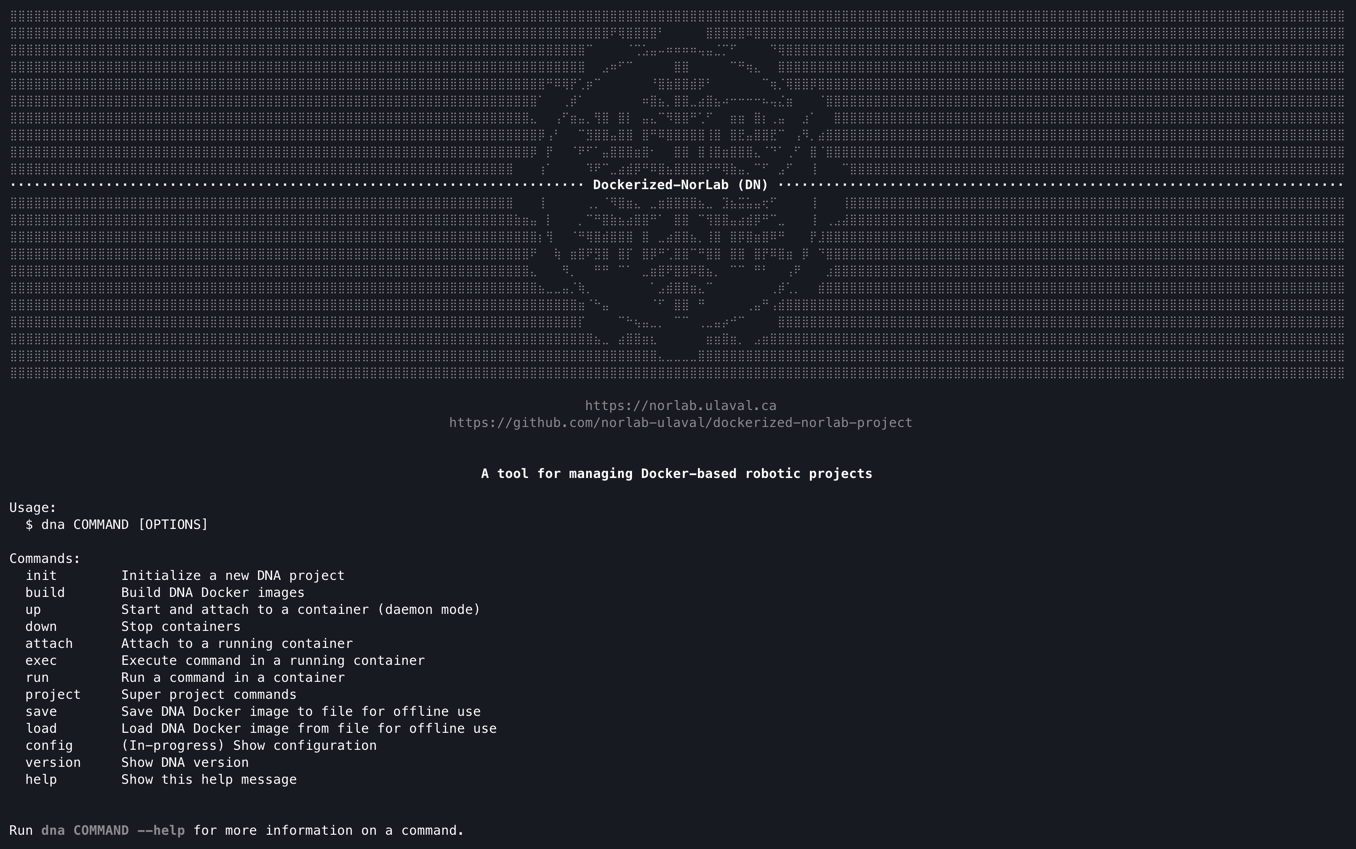 Dockerized-NorLab (DN)
https://norlab.ulaval.ca
https://github.com/norlab-ulaval/dockerized-norlab-project
A tool for managing Docker-based robotic projects
Usage:
$ dna COMMAND [OPTIONS]
Commands:
init Initialize a new DNA project
build Build DNA Docker images
up Start and attach to a container (daemon mode)
down Stop containers
attach Attach to a running container
exec Execute command in a running container
run Run a command in a container
project Super project commands
save Save DNA Docker image to file for offline use
load Load DNA Docker image from file for offline use
config (In-progress) Show configuration
version Show DNA version
help Show this help message
Run dna COMMAND --help for more information on a command.